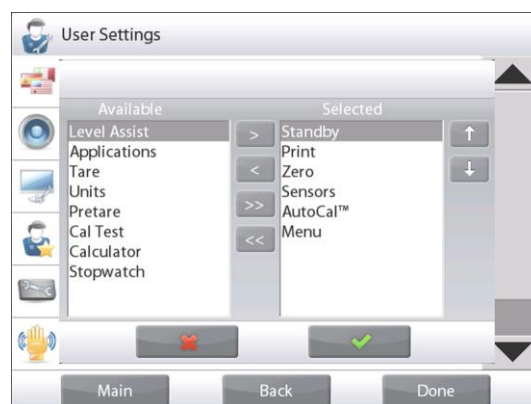 User Settings
Available
Selected
Level Assist
Applications
Tare
Units
Pretare
Cal Test
Calculator
Stopwatch
>
<
>>
<<
Standby
Print
Zero
Sensors
AutoCal™
Menu
Main
Back
Done